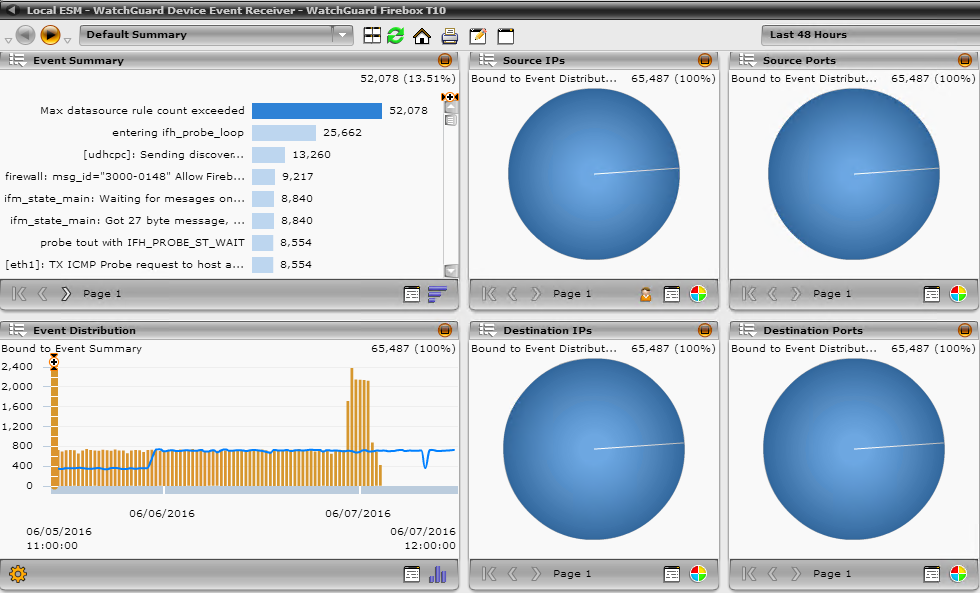 Local ESM - WatchGuard Device Event Receiver - WatchGuard Firebox T10
Default Summary
Last 48 Hours
Event Summary
52,078 (13.51%)
Max datasource rule count exceeded 52,078
entering ifh_probe_loop 25,662
[udhcpc]: Sending discover... 13,260
firewall: msg_id="3000-0148" Allow Fireb... 9,217
ifm_state_main: Waiting for mesages on... 8,840
ifm_state_main: Got 27 byte message, ... 8,840
probe tout with IFH_PROBE_ST_WAIT 8,554
[eth1]: TX ICMP Probe request to host a... 8,554
Page 1
Source IPs
Bound to Event Distribut... 65,487 (100%)
Page 1
Source Ports
Bound to Event Distribut... 65,487 (100%)
Page 1
Event Distribution
Bound to Event Summary 65,487 (100%)
2,400
2,000
1,600
1,200
800
400
0
06/06/2016 06/07/2016
06/05/2016 06/07/2016
11:00:00 12:00:00
Destination IPs
Bound to Event Distribut... 65,487 (100%)
Page 1
Destination Ports
Bound to Event Distribut... 65,487 (100%)
Page 1